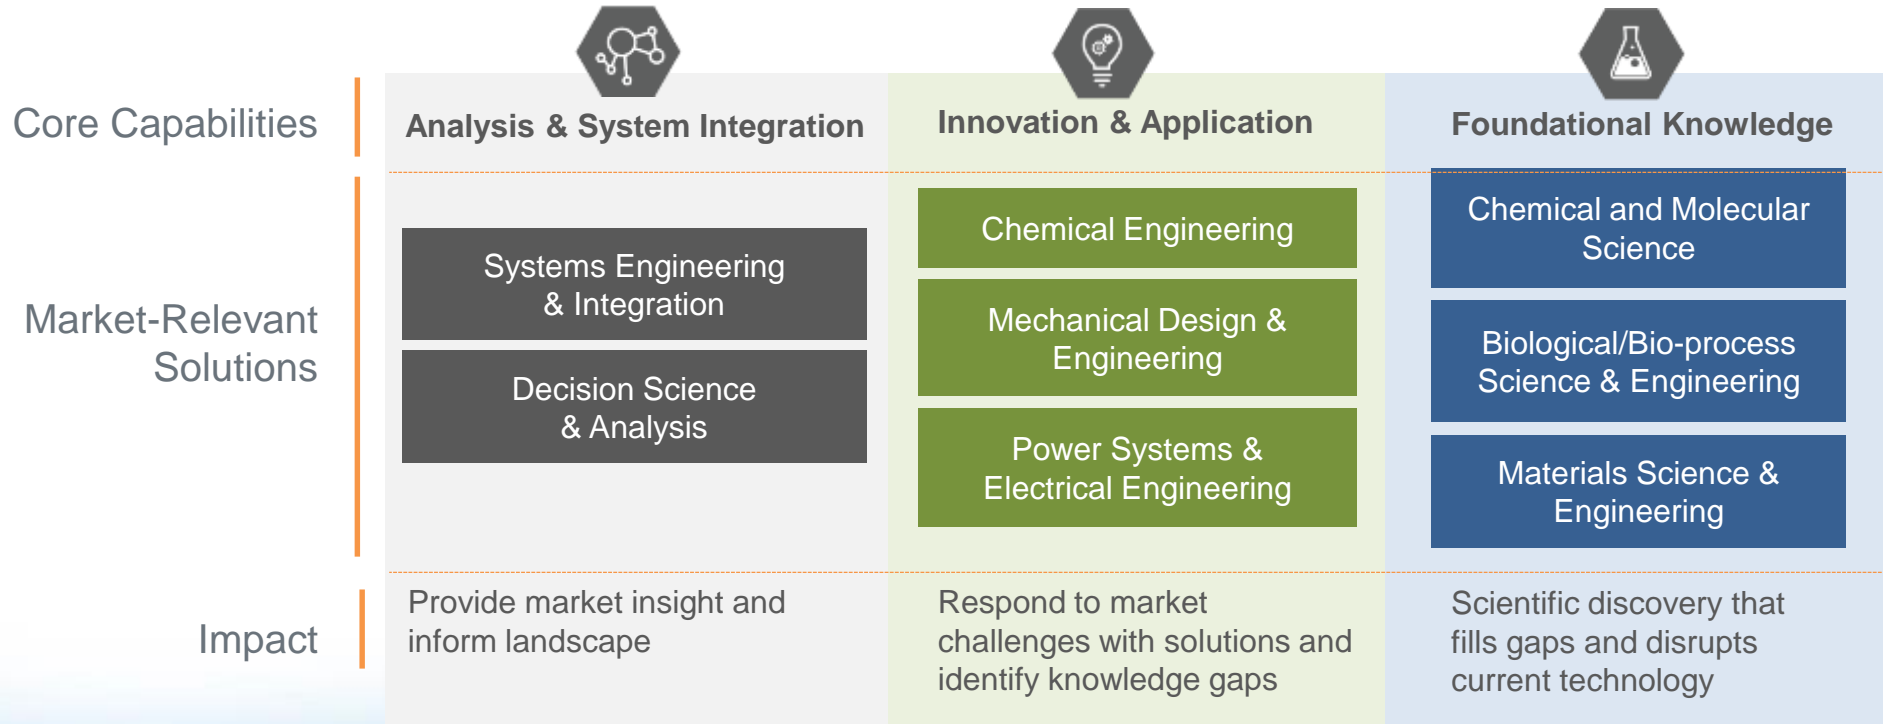 Core Capabilities
Analysis & System Integration
Innovation & Application
Foundational Knowledge
Market-Relevant
Solutions
Systems Engineering
& Integration
Decision Science
& Analysis
Chemical Engineering
Mechanical Design &
Engineering
Power Systems &
Electrical Engineering
Chemical and Molecular
Science
Biological/Bio-process
Science & Engineering
Materials Science &
Engineering
Impact
Provide market insight and
inform landscape
Respond to market
challenges with solutions and
identify knowledge gaps
Scientific discovery that
fills gaps and disrupts
current technology